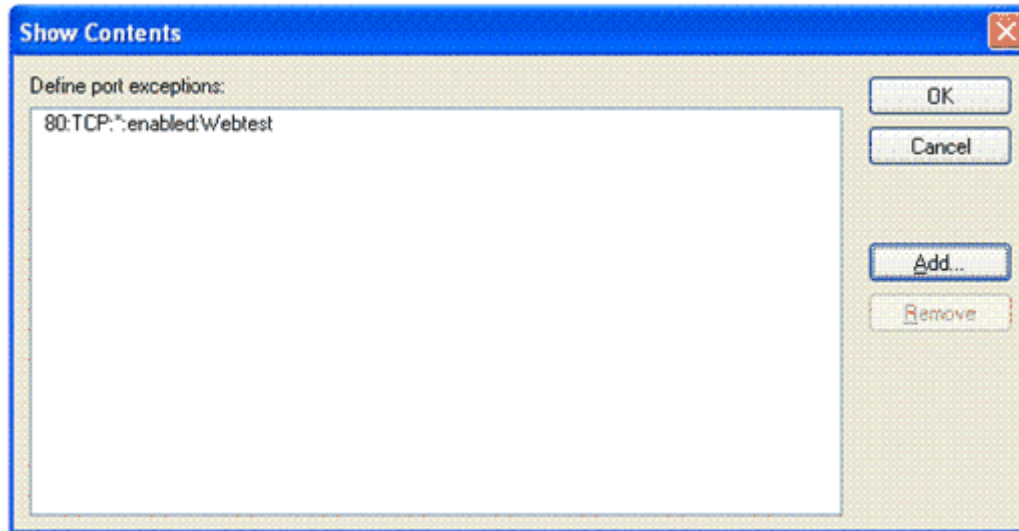 Show Contents
Define port exceptions:
80:TCP:*:enabled:Webtest
OK
Cancel
Add...
Remove